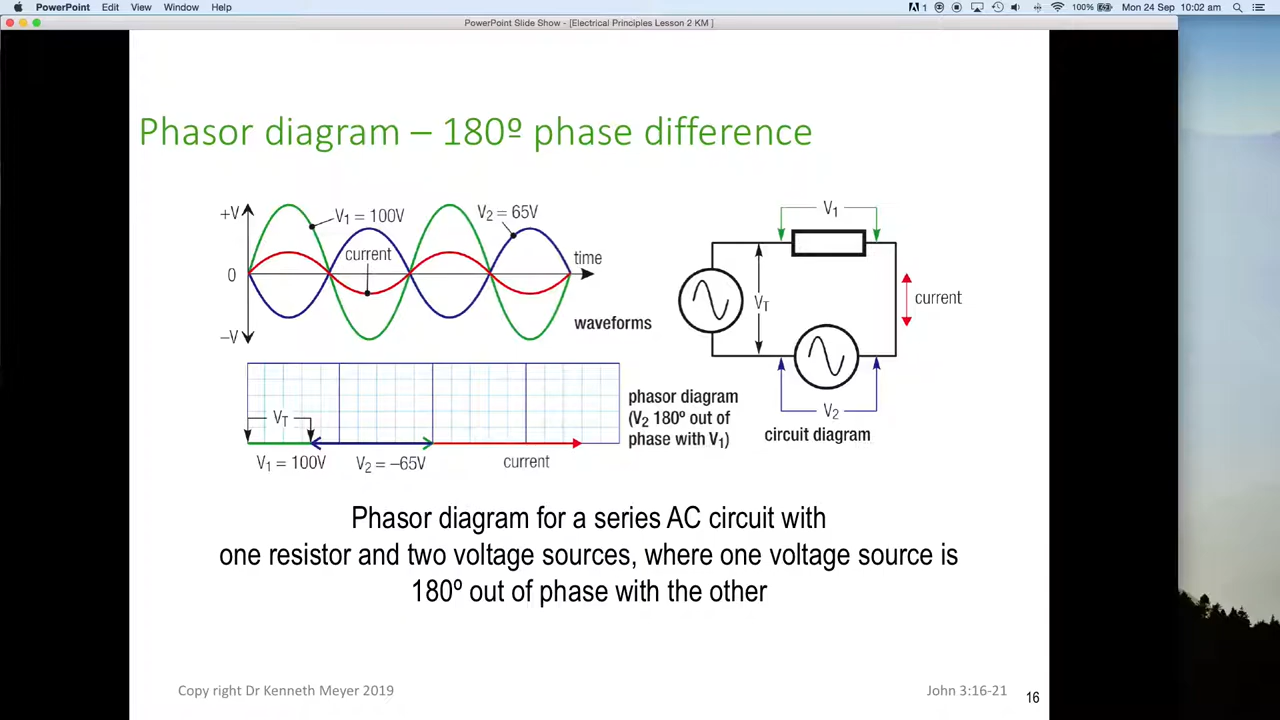 PowerPoint Edit View Window Help
1 100% Mon 24 Sep 10:02 am
PowerPoint Slide Show - [Electrical Principles Lesson 2 KM ]
Phasor diagram – 180º phase difference
+V
V1 = 100V
V2 = 65V
current
time
0
–V
waveforms
V1
VT
current
V2
circuit diagram
VT
V1 = 100V
V2 = –65V
current
phasor diagram
(V2 180º out of
phase with V1)
Phasor diagram for a series AC circuit with
one resistor and two voltage sources, where one voltage source is
180º out of phase with the other
Copy right Dr Kenneth Meyer 2019
John 3:16-21
16